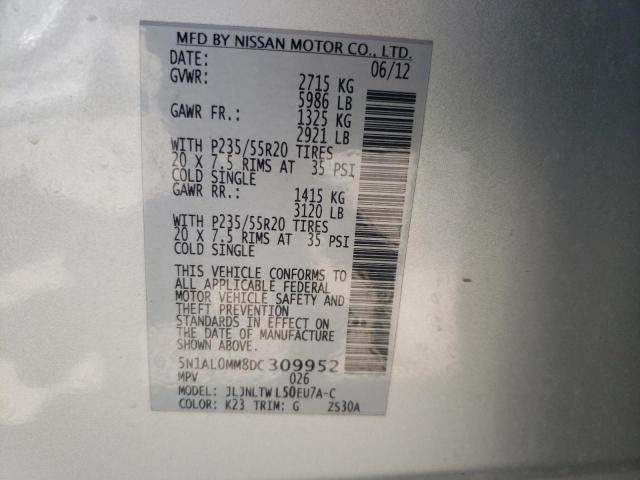 MFD BY NISSAN MOTOR CO., LTD.
DATE: 06/12
GVWR: 2715 KG
5986 LB
GAWR FR.: 1325 KG
2921 LB
WITH P235/55R20 TIRES
20 X 7.5 RIMS AT 35 PSI
COLD SINGLE
GAWR RR.: 1415 KG
3120 LB
WITH P235/55R20 TIRES
20 X 7.5 RIMS AT 35 PSI
COLD SINGLE
THIS VEHICLE CONFORMS TO
ALL APPLICABLE FEDERAL
MOTOR VEHICLE SAFETY AND
THEFT PREVENTION
STANDARDS IN EFFECT ON
THE DATE OF MANUFACTURE
SHOWN ABOVE.
5N1AL0MM8DC309952
MPV 026
MODEL: JLJNLTWL50EU7A-C
COLOR: K23 TRIM: G ZS30A